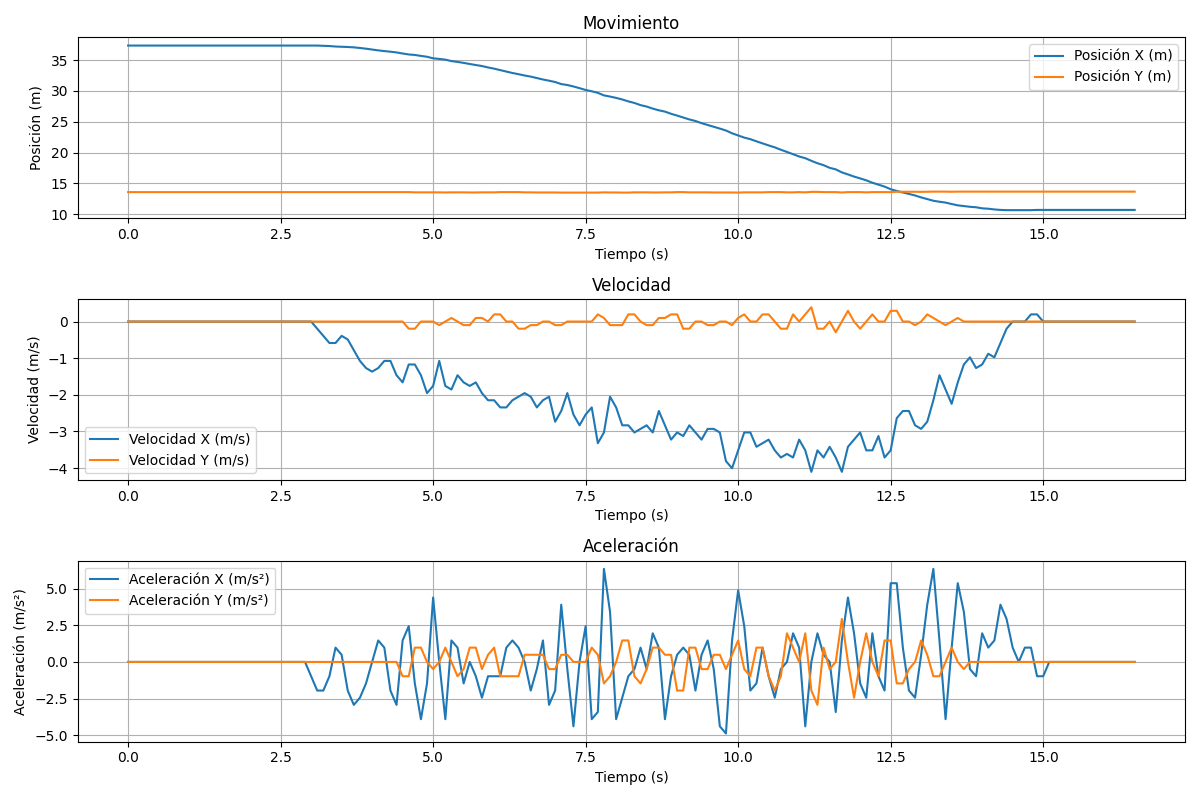 Movimiento
Posición (m)
35
30
25
20
15
10
Posición X (m)
Posición Y (m)
0.0 2.5 5.0 7.5 10.0 12.5 15.0
Tiempo (s)
Velocidad
Velocidad (m/s)
0
−1
−2
−3
−4
Velocidad X (m/s)
Velocidad Y (m/s)
0.0 2.5 5.0 7.5 10.0 12.5 15.0
Tiempo (s)
Aceleración
Aceleración (m/s²)
5.0
2.5
0.0
−2.5
−5.0
Aceleración X (m/s²)
Aceleración Y (m/s²)
0.0 2.5 5.0 7.5 10.0 12.5 15.0
Tiempo (s)